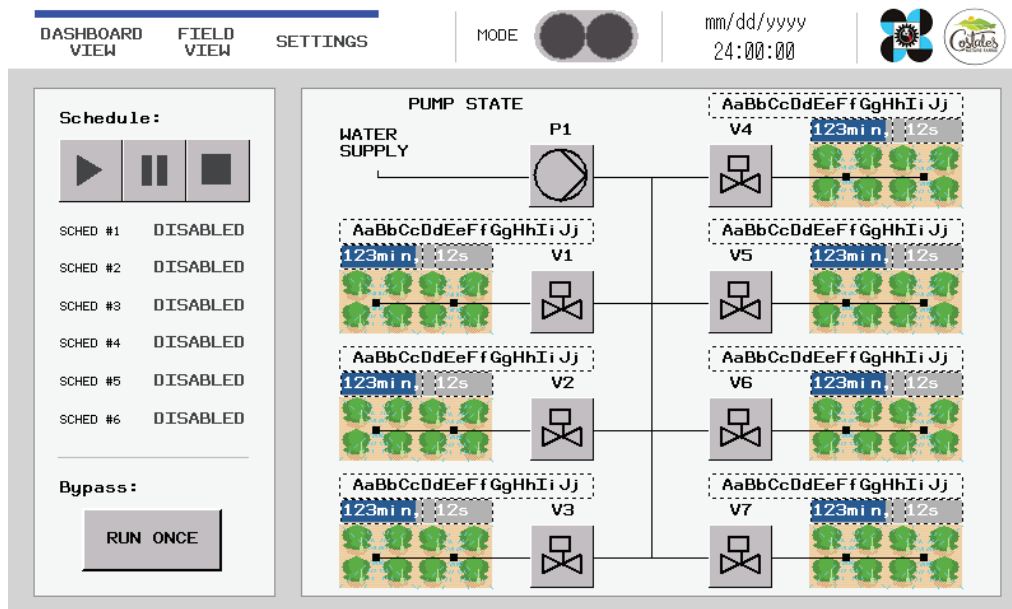 DASHBOARD VIEW
FIELD VIEW
SETTINGS
MODE
mm/dd/yyyy
24:00:00
Costales
Schedule:
SCHED #1 DISABLED
SCHED #2 DISABLED
SCHED #3 DISABLED
SCHED #4 DISABLED
SCHED #5 DISABLED
SCHED #6 DISABLED
Bypass:
RUN ONCE
PUMP STATE
WATER SUPPLY
P1
AaBbCcDdEeFfGgHhIiJj
V4
123min, 12s
AaBbCcDdEeFfGgHhIiJj
123min, 12s
V1
AaBbCcDdEeFfGgHhIiJj
V5
123min, 12s
AaBbCcDdEeFfGgHhIiJj
123min, 12s
V2
AaBbCcDdEeFfGgHhIiJj
V6
123min, 12s
AaBbCcDdEeFfGgHhIiJj
123min, 12s
V3
AaBbCcDdEeFfGgHhIiJj
V7
123min, 12s